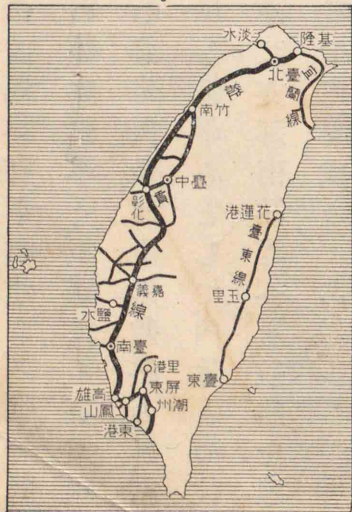 基隆
淡水
臺北
宜蘭線
竹南
縱貫線
臺中
彰化
花蓮港
臺東線
玉里
嘉義
鹽水
臺南
里港
屏東
臺東
高雄
鳳山
潮州
東港